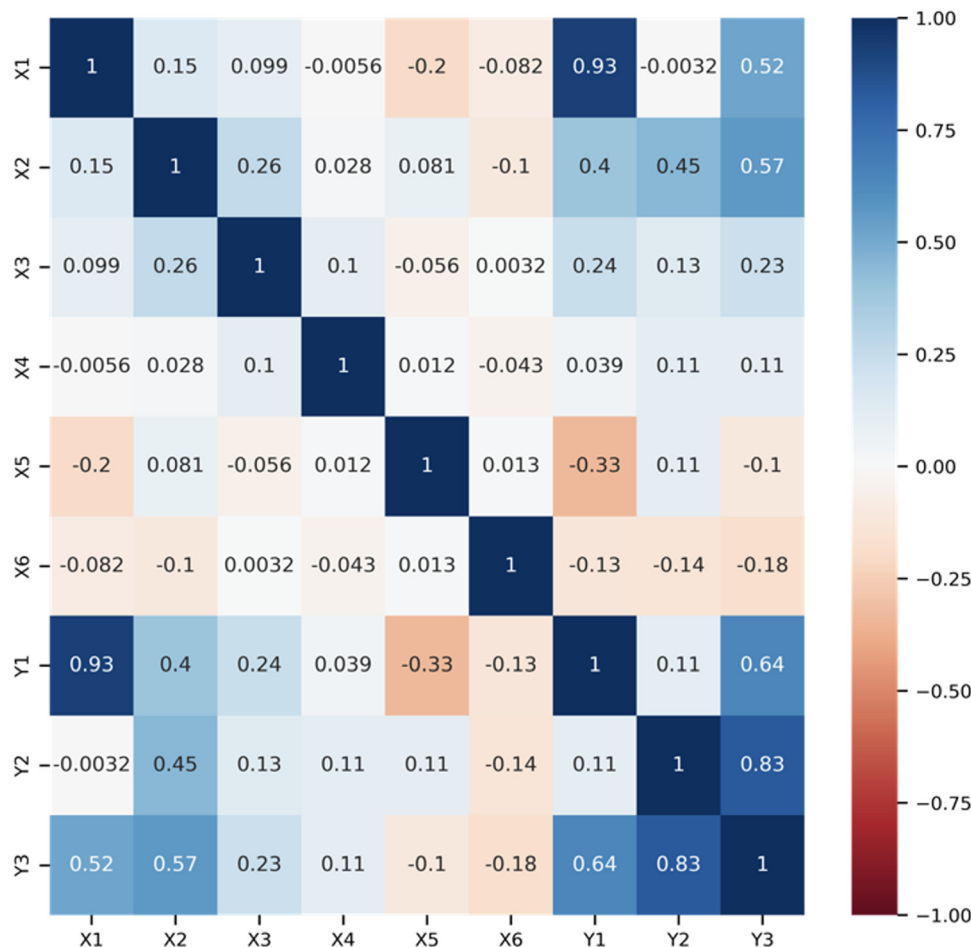 X1 1 0.15 0.099 -0.0056 -0.2 -0.082 0.93 -0.0032 0.52
X2 0.15 1 0.26 0.028 0.081 -0.1 0.4 0.45 0.57
X3 0.099 0.26 1 0.1 -0.056 0.0032 0.24 0.13 0.23
X4 -0.0056 0.028 0.1 1 0.012 -0.043 0.039 0.11 0.11
X5 -0.2 0.081 -0.056 0.012 1 0.013 -0.33 0.11 -0.1
X6 -0.082 -0.1 0.0032 -0.043 0.013 1 -0.13 -0.14 -0.18
Y1 0.93 0.4 0.24 0.039 -0.33 -0.13 1 0.11 0.64
Y2 -0.0032 0.45 0.13 0.11 0.11 -0.14 0.11 1 0.83
Y3 0.52 0.57 0.23 0.11 -0.1 -0.18 0.64 0.83 1
X1 X2 X3 X4 X5 X6 Y1 Y2 Y3
1.00
0.75
0.50
0.25
0.00
−0.25
−0.50
−0.75
−1.00